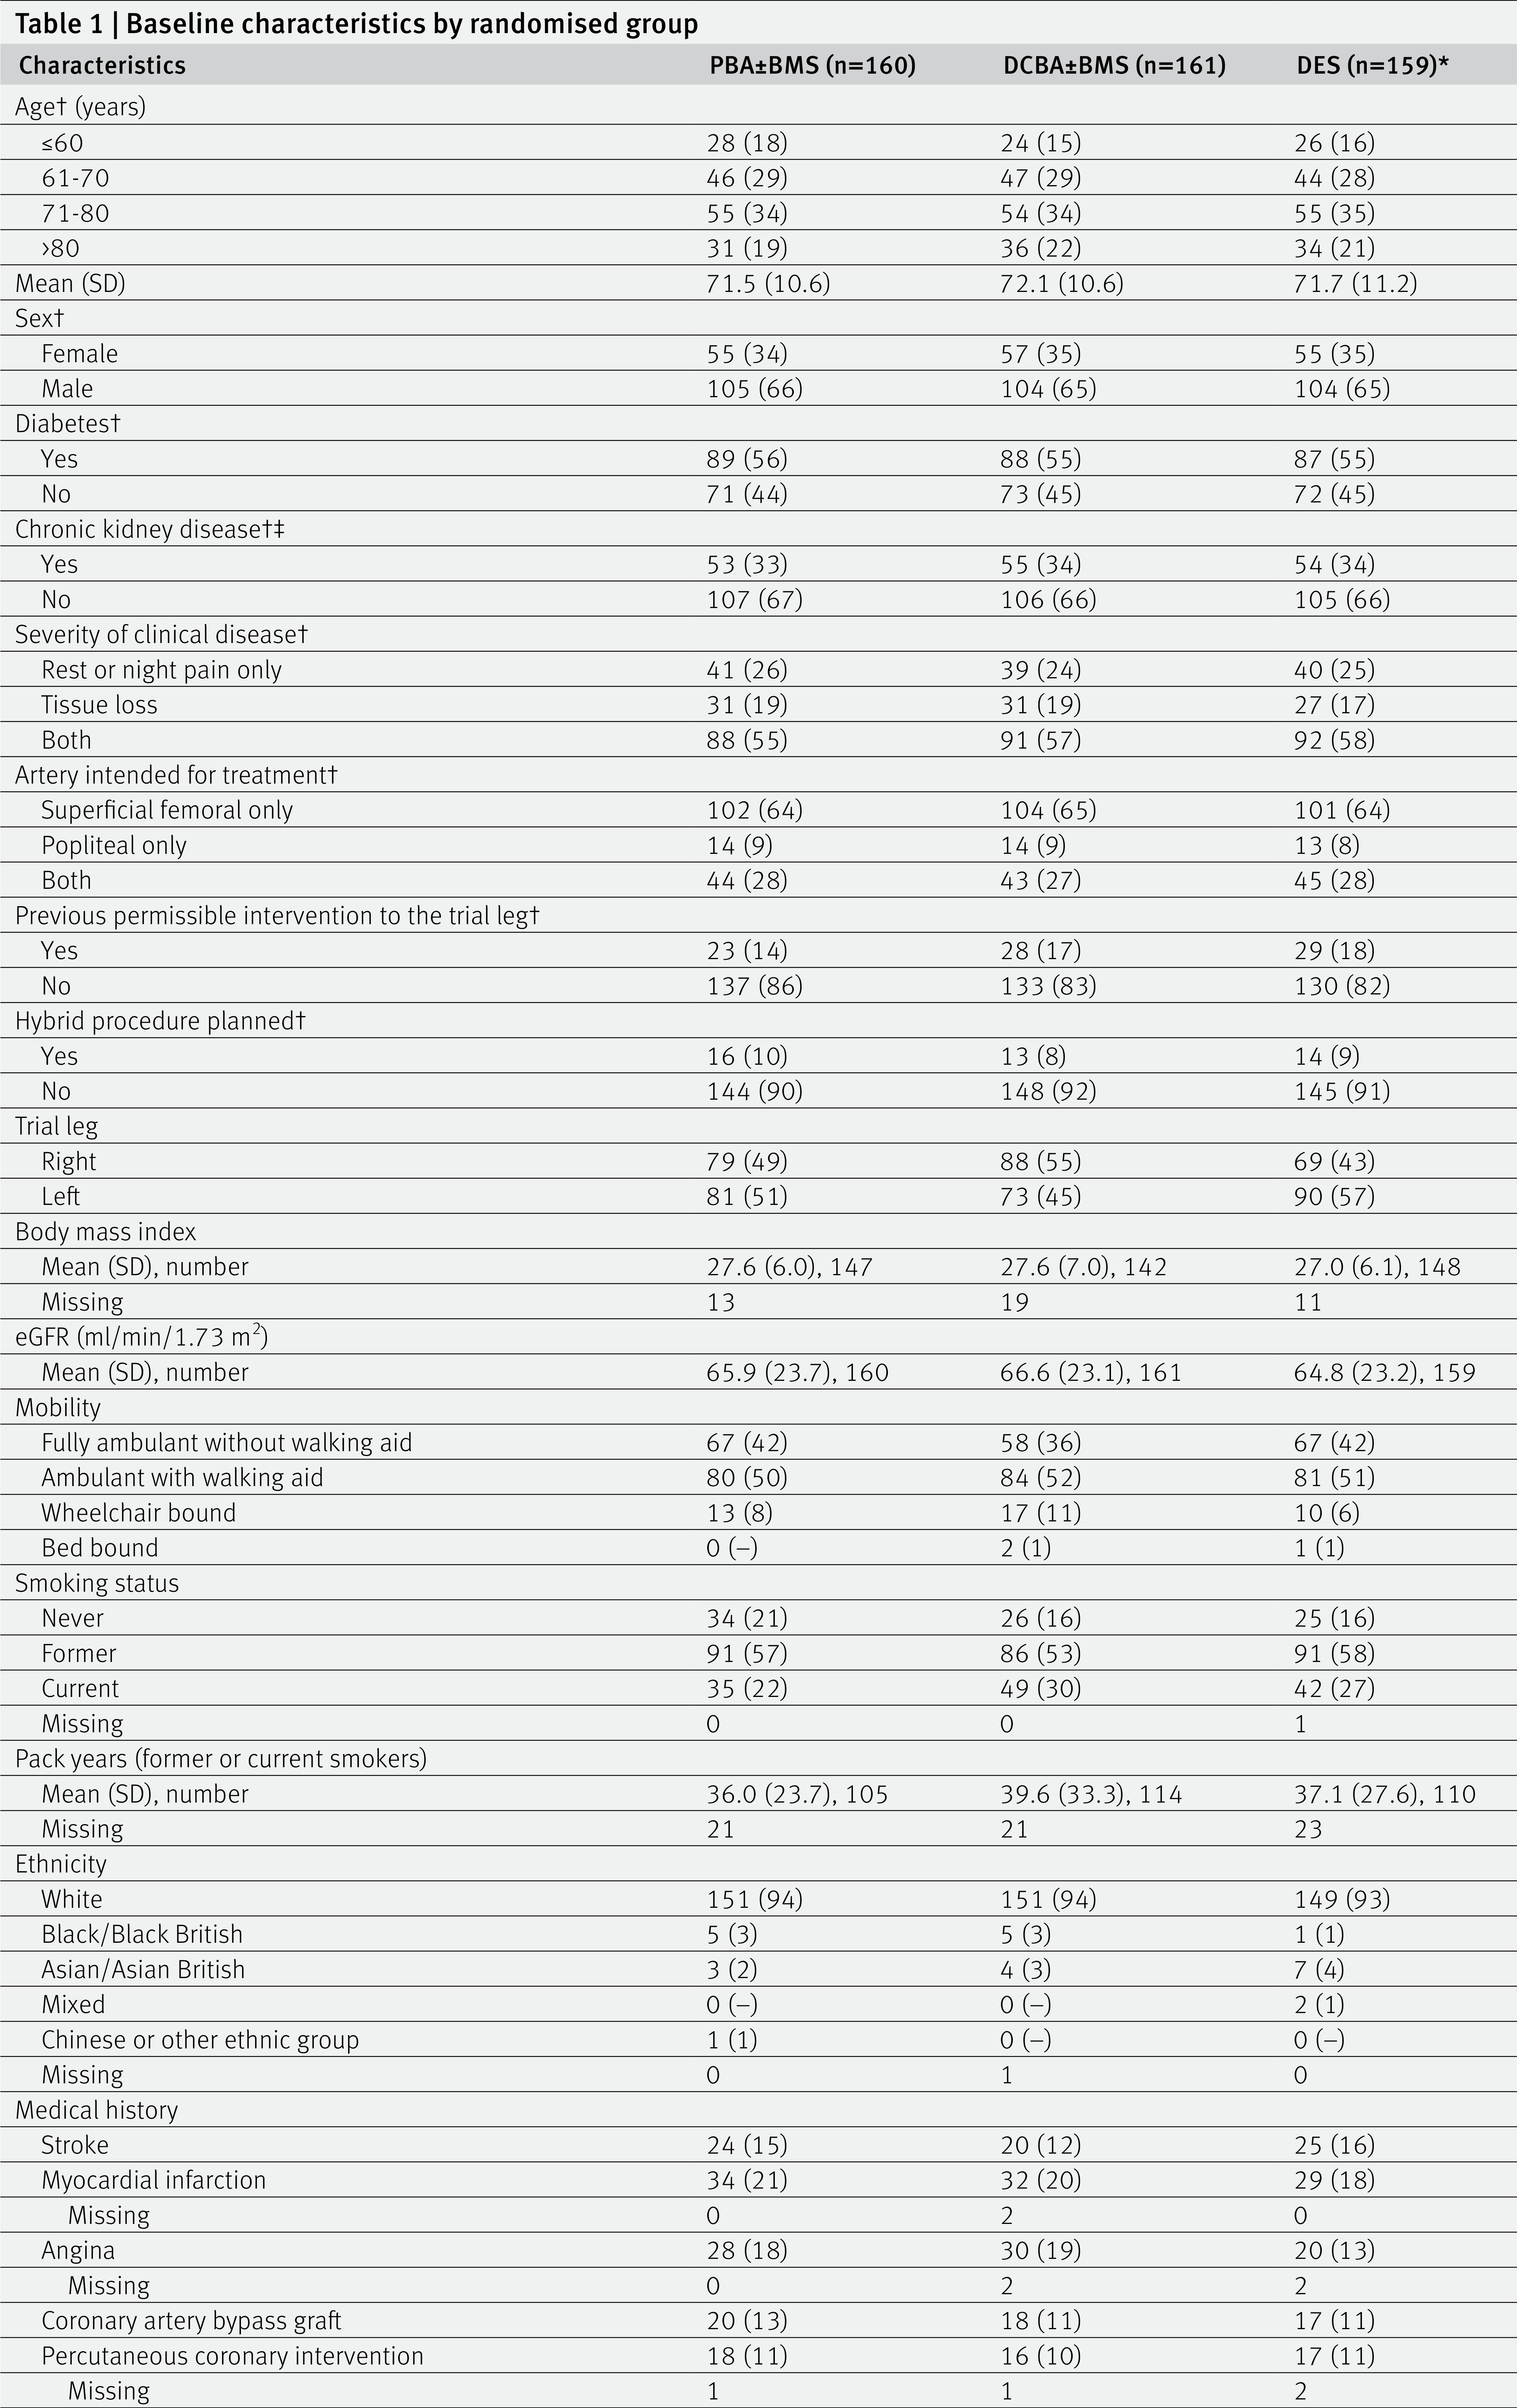 Table 1 | Baseline characteristics by randomised group
Characteristics PBA±BMS (n=160) DCBA±BMS (n=161) DES (n=159)*
Age† (years)
≤60 28 (18) 24 (15) 26 (16)
61-70 46 (29) 47 (29) 44 (28)
71-80 55 (34) 54 (34) 55 (35)
>80 31 (19) 36 (22) 34 (21)
Mean (SD) 71.5 (10.6) 72.1 (10.6) 71.7 (11.2)
Sex†
Female 55 (34) 57 (35) 55 (35)
Male 105 (66) 104 (65) 104 (65)
Diabetes†
Yes 89 (56) 88 (55) 87 (55)
No 71 (44) 73 (45) 72 (45)
Chronic kidney disease†‡
Yes 53 (33) 55 (34) 54 (34)
No 107 (67) 106 (66) 105 (66)
Severity of clinical disease†
Rest or night pain only 41 (26) 39 (24) 40 (25)
Tissue loss 31 (19) 31 (19) 27 (17)
Both 88 (55) 91 (57) 92 (58)
Artery intended for treatment†
Superficial femoral only 102 (64) 104 (65) 101 (64)
Popliteal only 14 (9) 14 (9) 13 (8)
Both 44 (28) 43 (27) 45 (28)
Previous permissible intervention to the trial leg†
Yes 23 (14) 28 (17) 29 (18)
No 137 (86) 133 (83) 130 (82)
Hybrid procedure planned†
Yes 16 (10) 13 (8) 14 (9)
No 144 (90) 148 (92) 145 (91)
Trial leg
Right 79 (49) 88 (55) 69 (43)
Left 81 (51) 73 (45) 90 (57)
Body mass index
Mean (SD), number 27.6 (6.0), 147 27.6 (7.0), 142 27.0 (6.1), 148
Missing 13 19 11
eGFR (ml/min/1.73 m²)
Mean (SD), number 65.9 (23.7), 160 66.6 (23.1), 161 64.8 (23.2), 159
Mobility
Fully ambulant without walking aid 67 (42) 58 (36) 67 (42)
Ambulant with walking aid 80 (50) 84 (52) 81 (51)
Wheelchair bound 13 (8) 17 (11) 10 (6)
Bed bound 0 (–) 2 (1) 1 (1)
Smoking status
Never 34 (21) 26 (16) 25 (16)
Former 91 (57) 86 (53) 91 (58)
Current 35 (22) 49 (30) 42 (27)
Missing 0 0 1
Pack years (former or current smokers)
Mean (SD), number 36.0 (23.7), 105 39.6 (33.3), 114 37.1 (27.6), 110
Missing 21 21 23
Ethnicity
White 151 (94) 151 (94) 149 (93)
Black/Black British 5 (3) 5 (3) 1 (1)
Asian/Asian British 3 (2) 4 (3) 7 (4)
Mixed 0 (–) 0 (–) 2 (1)
Chinese or other ethnic group 1 (1) 0 (–) 0 (–)
Missing 0 1 0
Medical history
Stroke 24 (15) 20 (12) 25 (16)
Myocardial infarction 34 (21) 32 (20) 29 (18)
Missing 0 2 0
Angina 28 (18) 30 (19) 20 (13)
Missing 0 2 2
Coronary artery bypass graft 20 (13) 18 (11) 17 (11)
Percutaneous coronary intervention 18 (11) 16 (10) 17 (11)
Missing 1 1 2